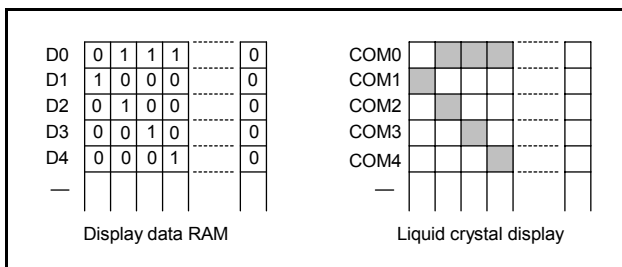 D0 0 1 1 1 0 COM0
D1 1 0 0 0 0 COM1
D2 0 1 0 0 0 COM2
D3 0 0 1 0 0 COM3
D4 0 0 0 1 0 COM4
— —
Display data RAM Liquid crystal display